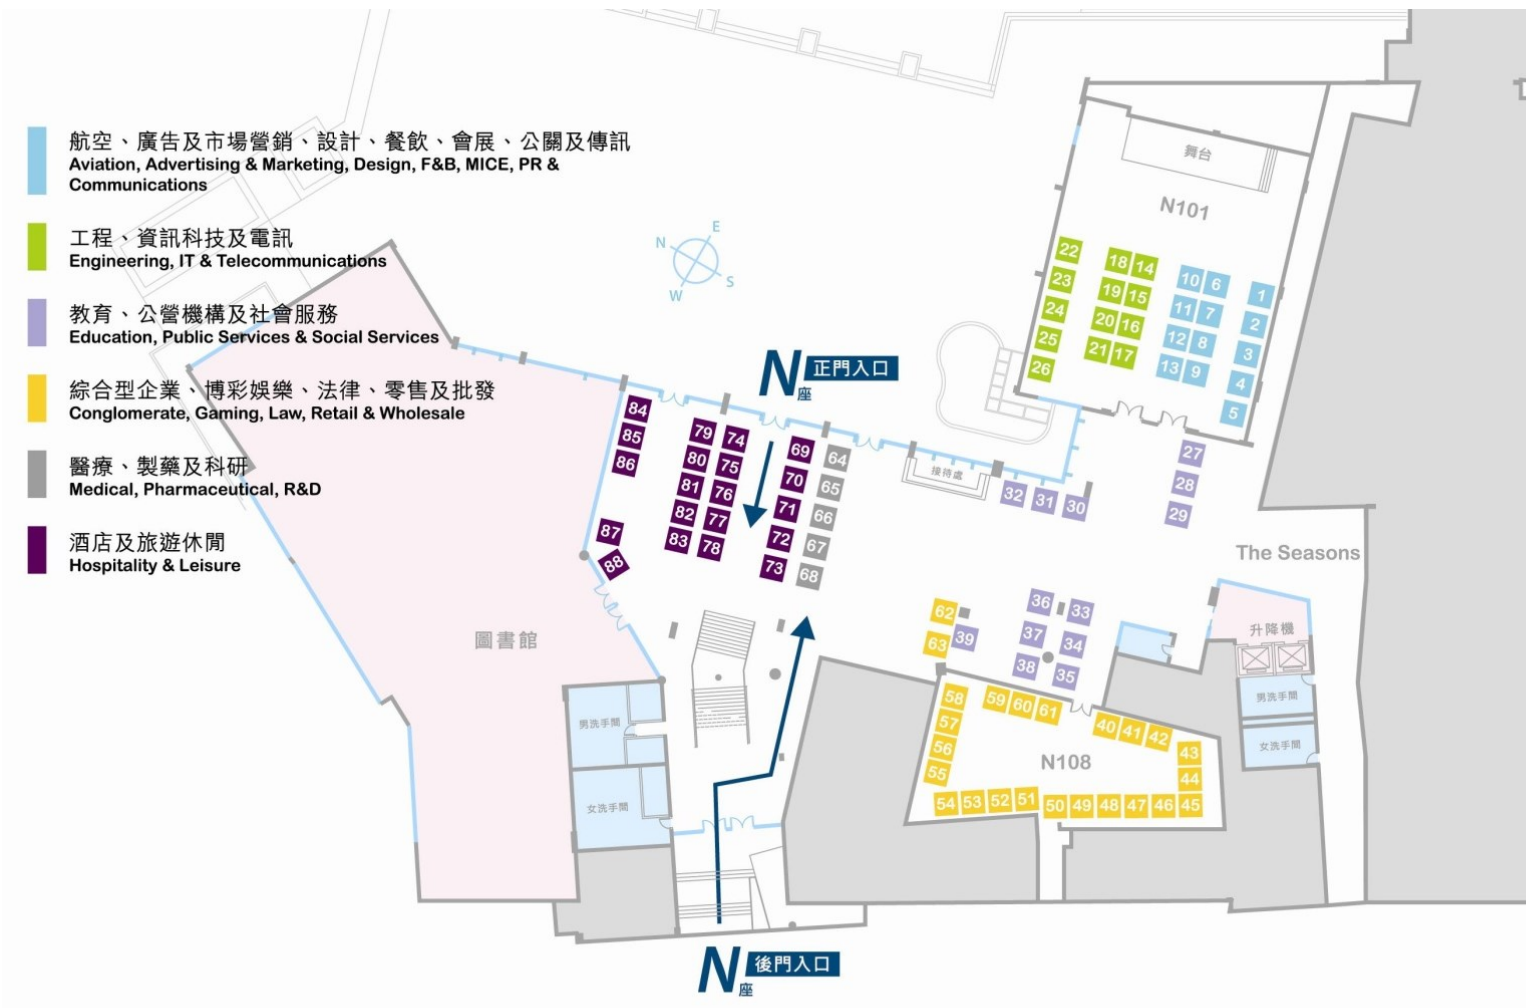 航空、廣告及市場營銷、設計、餐飲、會展、公關及傳訊
Aviation, Advertising & Marketing, Design, F&B, MICE, PR &
Communications
工程、資訊科技及電訊
Engineering, IT & Telecommunications
教育、公營機構及社會服務
Education, Public Services & Social Services
綜合型企業、博彩娛樂、法律、零售及批發
Conglomerate, Gaming, Law, Retail & Wholesale
醫療、製藥及科研
Medical, Pharmaceutical, R&D
酒店及旅遊休閒
Hospitality & Leisure
N
E
S
W
舞台
N101
22
23
24
25
26
18 14
19 15
20 16
21 17
10 6
11 7
12 8
13 9
1
2
3
4
5
N座 正門入口
84
85
86
87
88
79 74
80 75
81 76
82 77
83 78
69 64
70 65
71 66
72 67
73 68
接待處
32 31 30
27
28
29
The Seasons
62
63
39
36 33
37 34
38 35
升降機
男洗手間
女洗手間
圖書館
男洗手間
女洗手間
58
57
56
55
59 60 61
40 41 42
43
44
N108
54 53 52 51 50 49 48 47 46 45
N座 後門入口